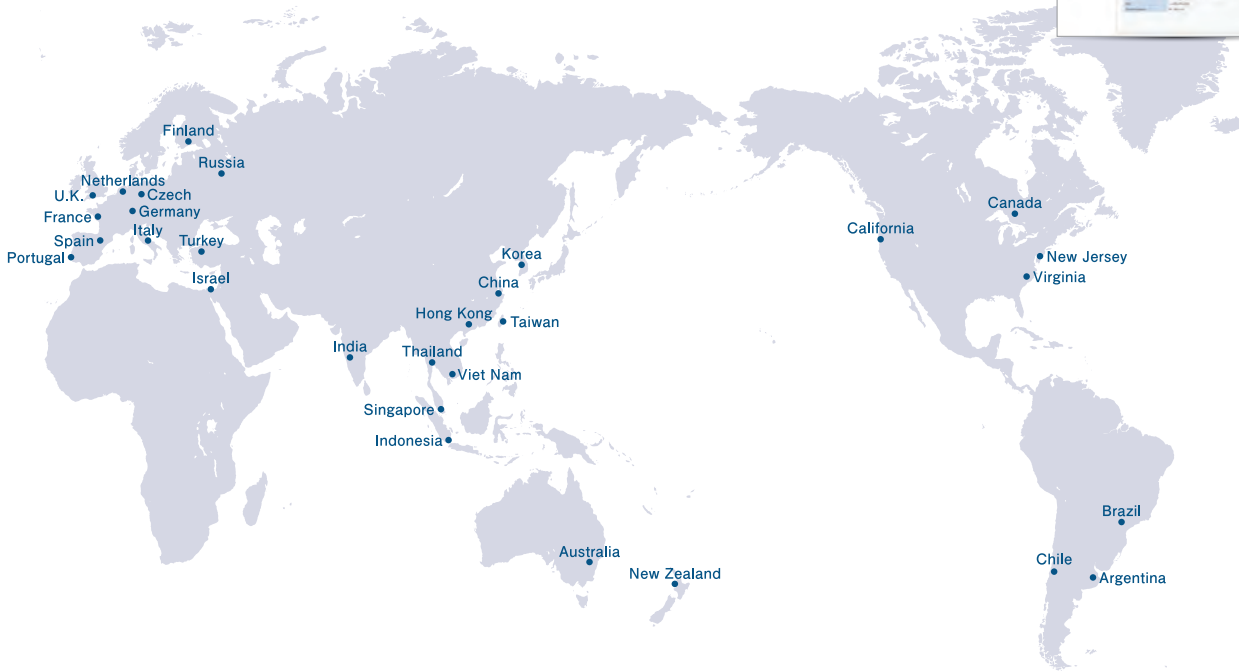 Finland
Russia
Netherlands
U.K.
Czech
France
Germany
Italy
Spain
Turkey
Portugal
Israel
Korea
China
Hong Kong
Taiwan
India
Thailand
Viet Nam
Singapore
Indonesia
Australia
New Zealand
Canada
California
New Jersey
Virginia
Brazil
Chile
Argentina